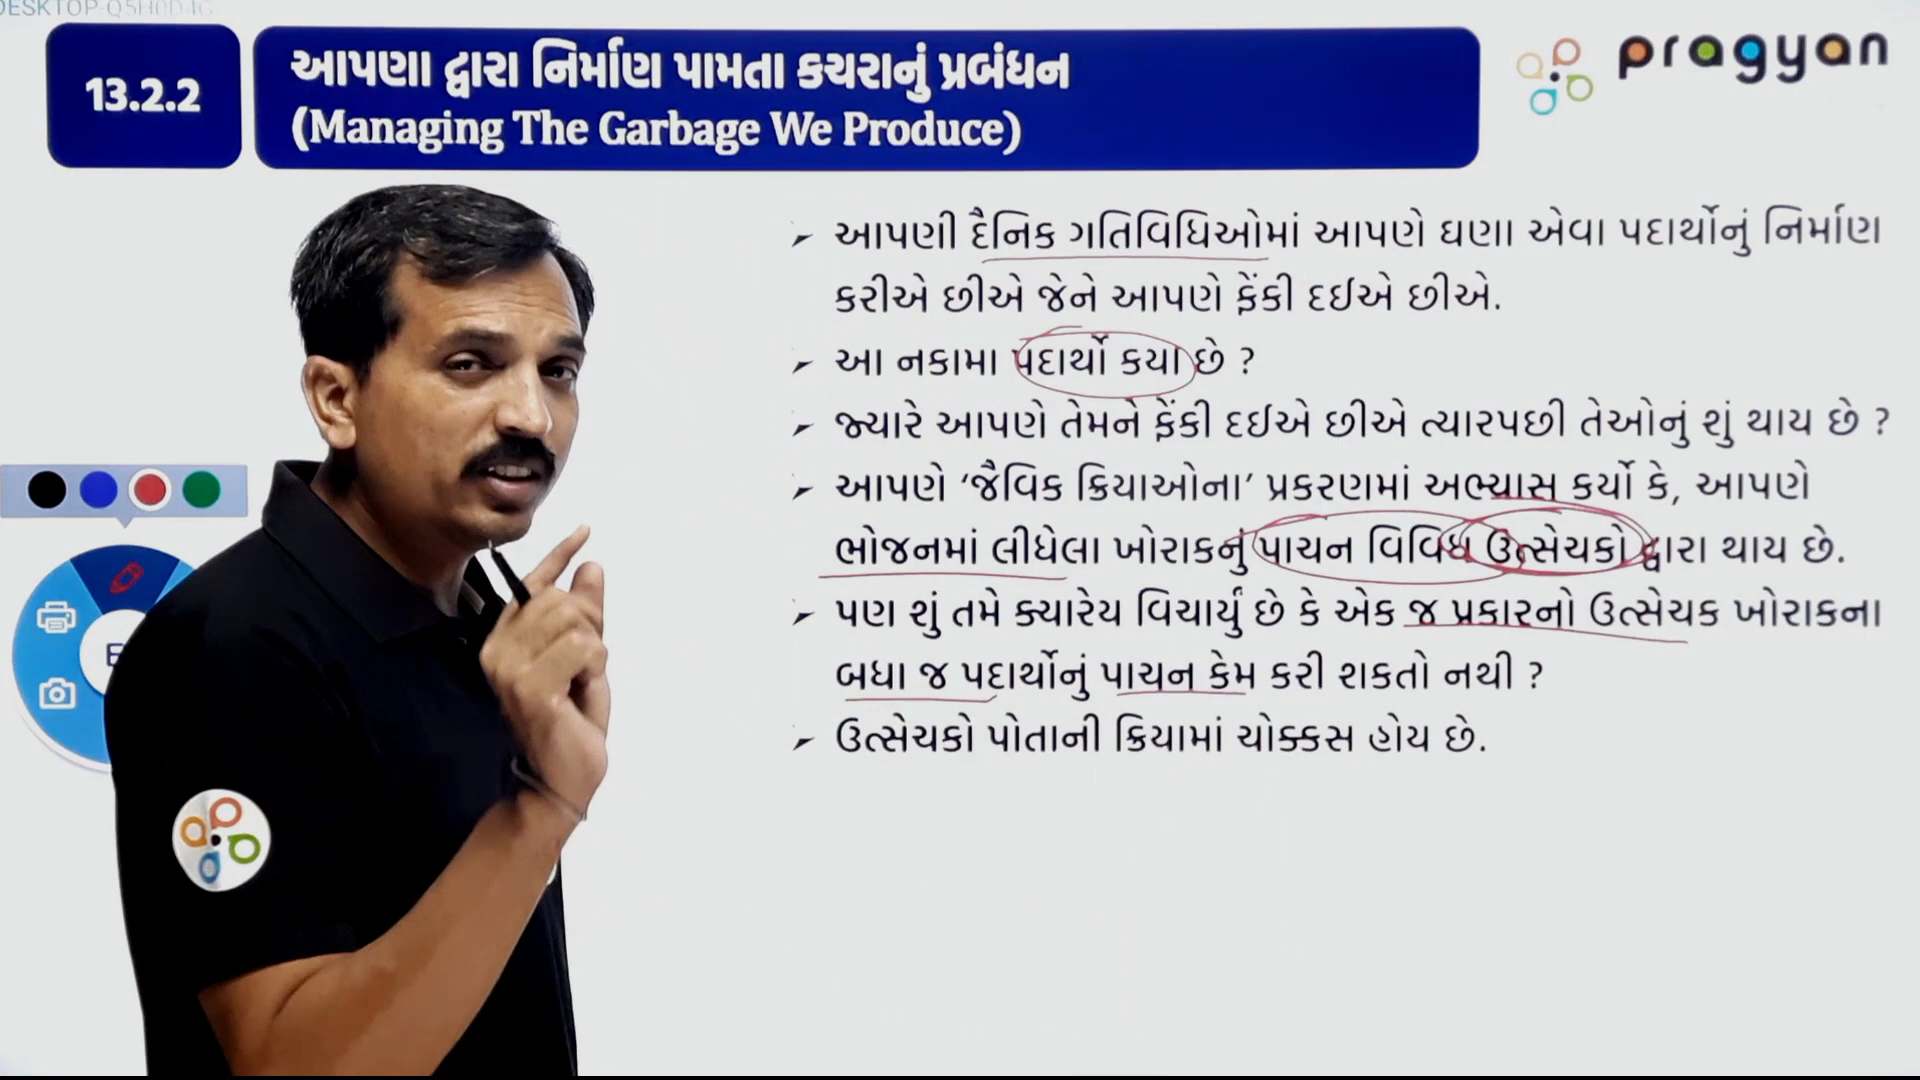 13.2.2
આપણા દ્વારા નિર્માણ પામતા કચરાનું પ્રબંધન
(Managing The Garbage We Produce)
pragyan
આપણી દૈનિક ગતિવિધિઓમાં આપણે ઘણા એવા પદાર્થોનું નિર્માણ
કરીએ છીએ જેને આપણે ફેંકી દઈએ છીએ.
આ નકામા પદાર્થો કયા છે ?
જ્યારે આપણે તેમને ફેંકી દઈએ છીએ ત્યારપછી તેઓનું શું થાય છે ?
આપણે ‘જૈવિક ક્રિયાઓના’ પ્રકરણમાં અભ્યાસ કર્યો કે, આપણે
ભોજનમાં લીધેલા ખોરાકનું પાચન વિવિધ ઉત્સેચકો દ્વારા થાય છે.
પણ શું તમે ક્યારેય વિચાર્યું છે કે એક જ પ્રકારનો ઉત્સેચક ખોરાકના
બધા જ પદાર્થોનું પાચન કેમ કરી શકતો નથી ?
ઉત્સેચકો પોતાની ક્રિયામાં ચોક્કસ હોય છે.